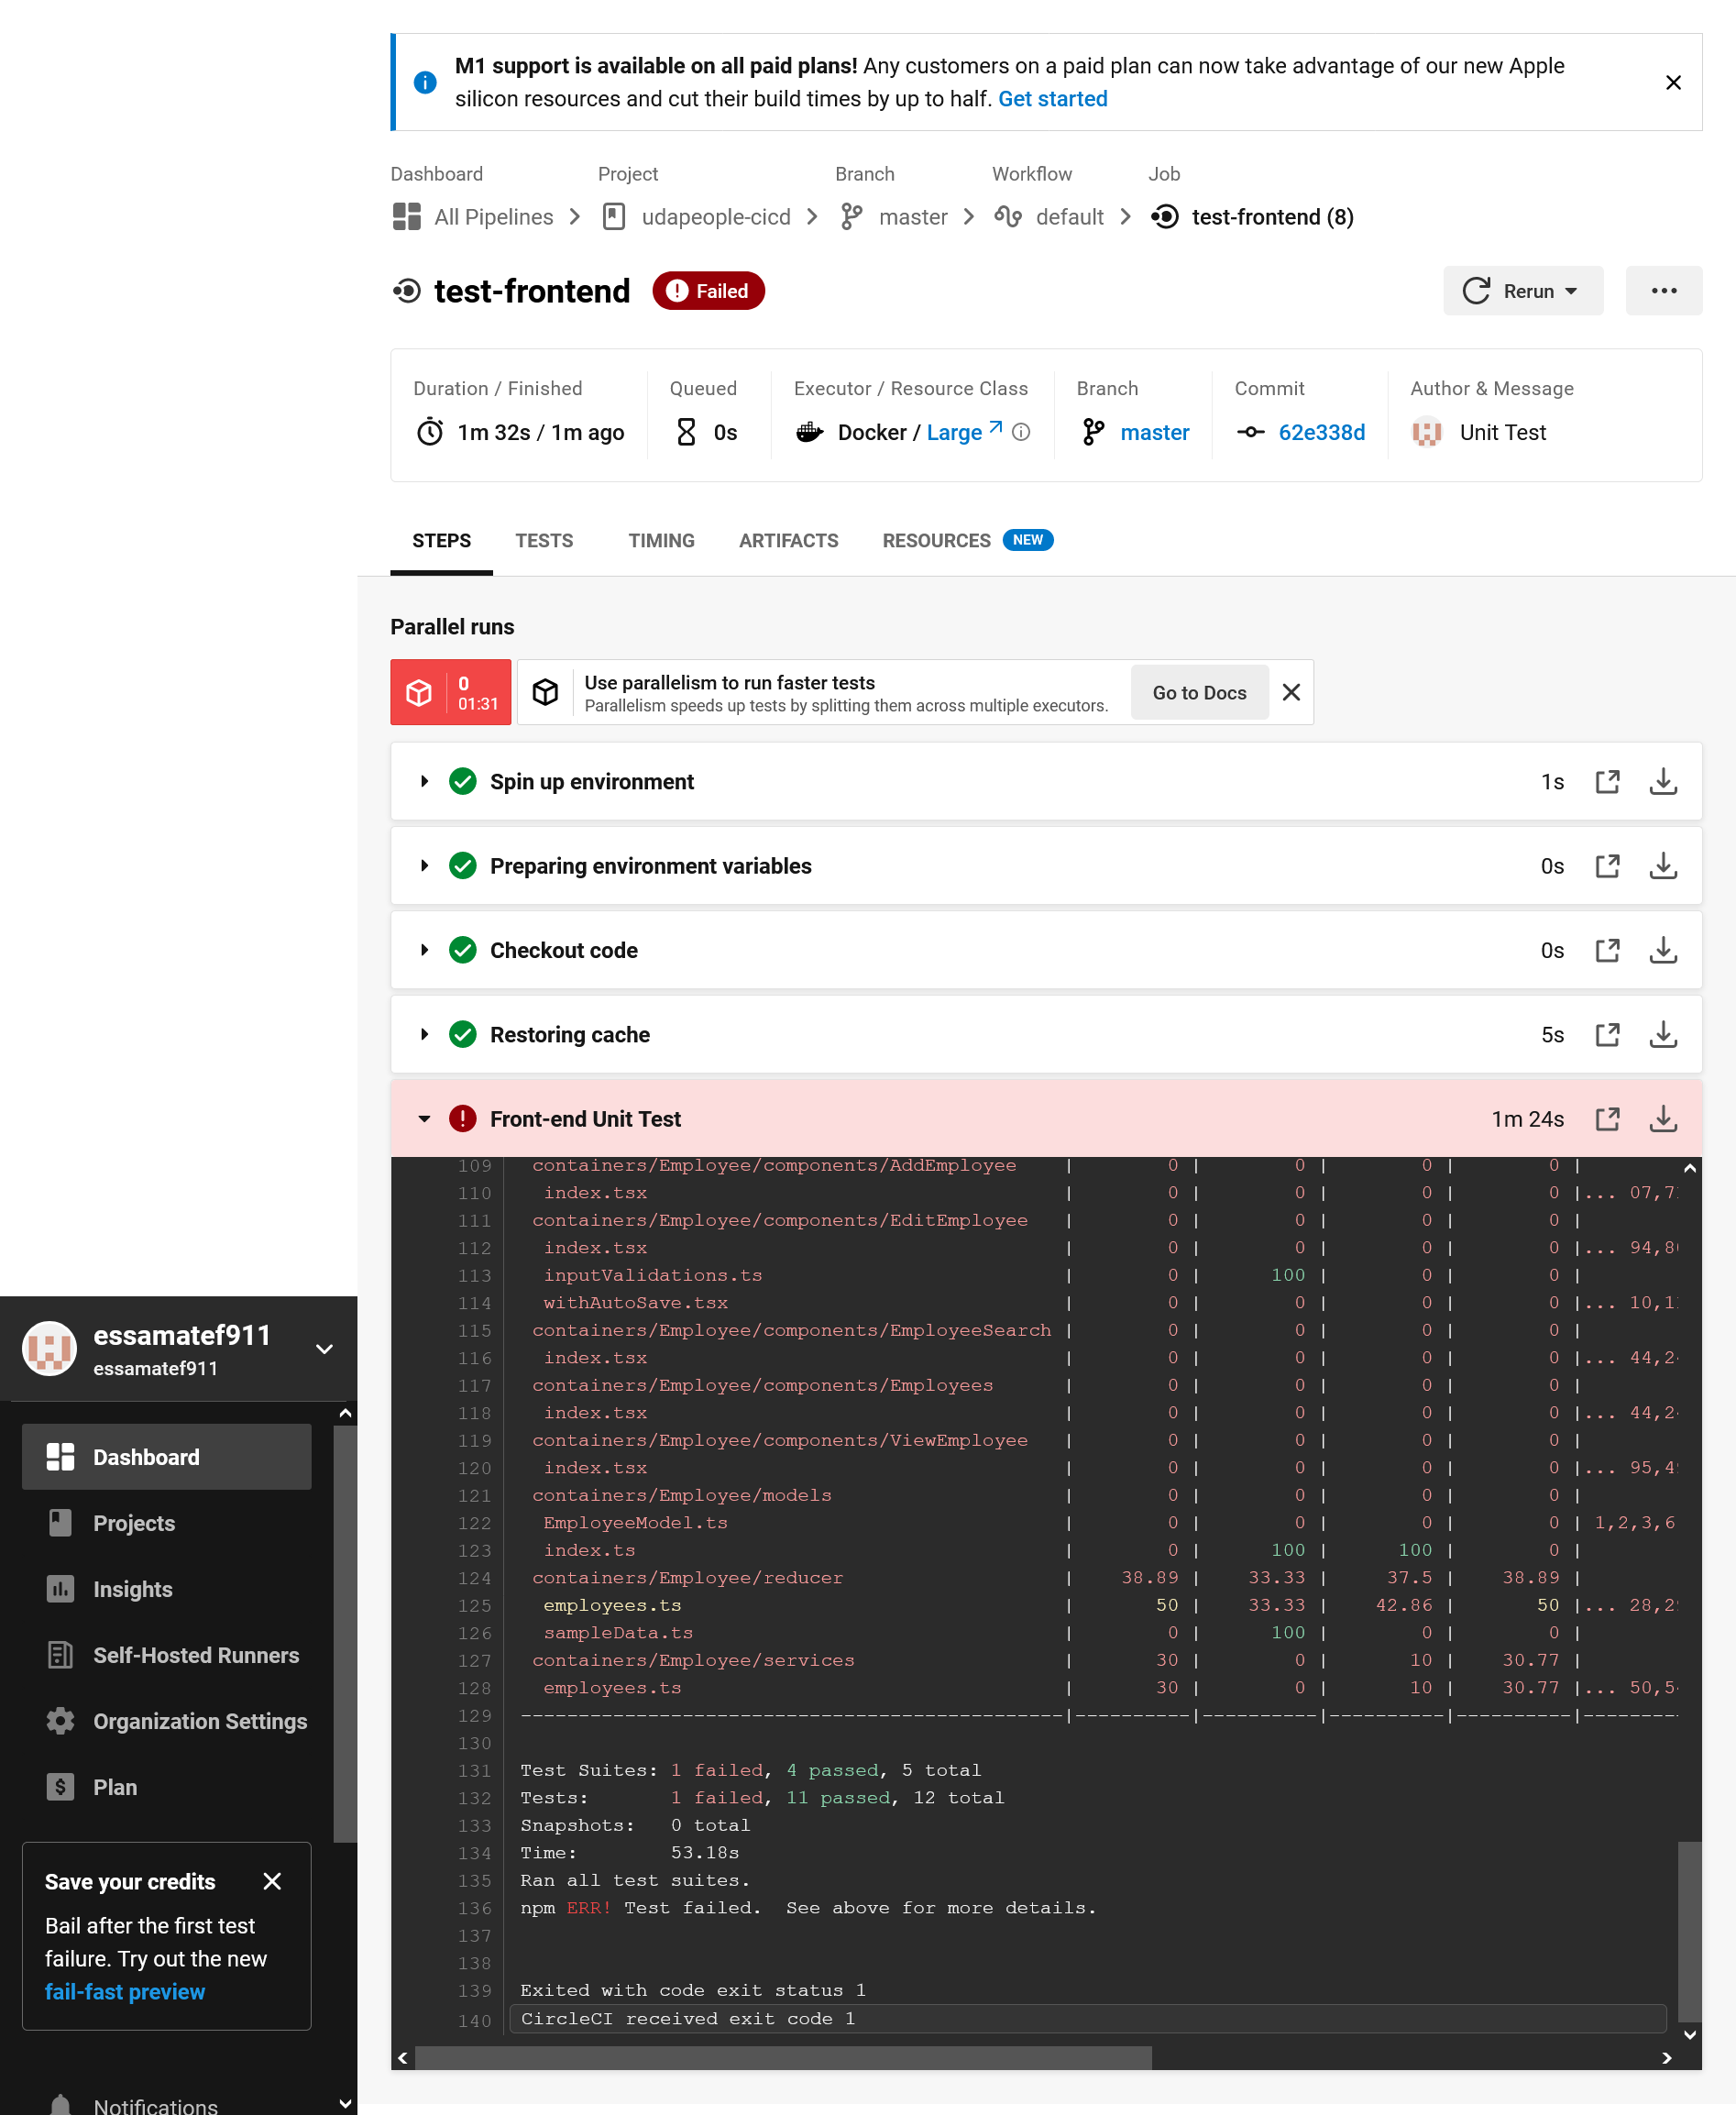 M1 support is available on all paid plans! Any customers on a paid plan can now take advantage of our new Apple
silicon resources and cut their build times by up to half. Get started
Dashboard Project Branch Workflow Job
All Pipelines udapeople-cicd master default test-frontend (8)
test-frontend Failed Rerun
Duration / Finished Queued Executor / Resource Class Branch Commit Author & Message
1m 32s / 1m ago 0s Docker / Large master 62e338d Unit Test
STEPS TESTS TIMING ARTIFACTS RESOURCES NEW
Parallel runs
0
01:31
Use parallelism to run faster tests
Parallelism speeds up tests by splitting them across multiple executors.
Go to Docs
Spin up environment 1s
Preparing environment variables 0s
Checkout code 0s
Restoring cache 5s
Front-end Unit Test 1m 24s
109 containers/Employee/components/AddEmployee | 0 | 0 | 0 | 0 |
110 index.tsx | 0 | 0 | 0 | 0 |... 07,7
111 containers/Employee/components/EditEmployee | 0 | 0 | 0 | 0 |
112 index.tsx | 0 | 0 | 0 | 0 |... 94,8
113 inputValidations.ts | 0 | 100 | 0 | 0 |
114 withAutoSave.tsx | 0 | 0 | 0 | 0 |... 10,1
115 containers/Employee/components/EmployeeSearch | 0 | 0 | 0 | 0 |
116 index.tsx | 0 | 0 | 0 | 0 |... 44,2
117 containers/Employee/components/Employees | 0 | 0 | 0 | 0 |
118 index.tsx | 0 | 0 | 0 | 0 |... 44,2
119 containers/Employee/components/ViewEmployee | 0 | 0 | 0 | 0 |
120 index.tsx | 0 | 0 | 0 | 0 |... 95,4
121 containers/Employee/models | 0 | 0 | 0 | 0 |
122 EmployeeModel.ts | 0 | 0 | 0 | 0 | 1,2,3,6
123 index.ts | 0 | 100 | 100 | 0 |
124 containers/Employee/reducer | 38.89 | 33.33 | 37.5 | 38.89 |
125 employees.ts | 50 | 33.33 | 42.86 | 50 |... 28,2
126 sampleData.ts | 0 | 100 | 0 | 0 |
127 containers/Employee/services | 30 | 0 | 10 | 30.77 |
128 employees.ts | 30 | 0 | 10 | 30.77 |... 50,5
129 -----------------------------------------------|----------|----------|----------|----------|---------
130
131 Test Suites: 1 failed, 4 passed, 5 total
132 Tests: 1 failed, 11 passed, 12 total
133 Snapshots: 0 total
134 Time: 53.18s
135 Ran all test suites.
136 npm ERR! Test failed. See above for more details.
137
138
139 Exited with code exit status 1
140 CircleCI received exit code 1
essamatef911
essamatef911
Dashboard
Projects
Insights
Self-Hosted Runners
Organization Settings
Plan
Save your credits
Bail after the first test
failure. Try out the new
fail-fast preview
Notifications